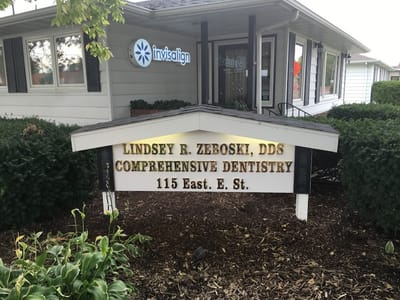 invisalign
LINDSEY R. ZEBOSKI, DDS
COMPREHENSIVE DENTISTRY
115 EAST. E. ST.